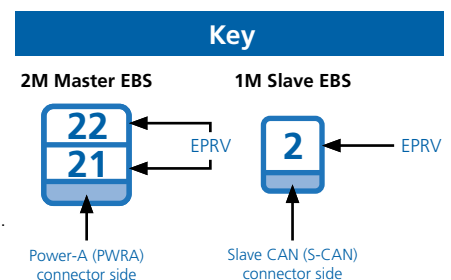 Key
2M Master EBS
1M Slave EBS
22
21
EPRV
2
EPRV
.
Power-A (PWRA)
connector side
Slave CAN (S-CAN)
connector side